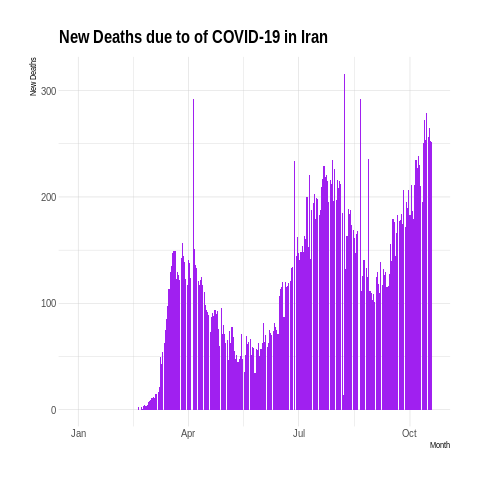 New Deaths due to of COVID-19 in Iran
New Deaths
300
200
100
0
Jan Apr Jul Oct
Month